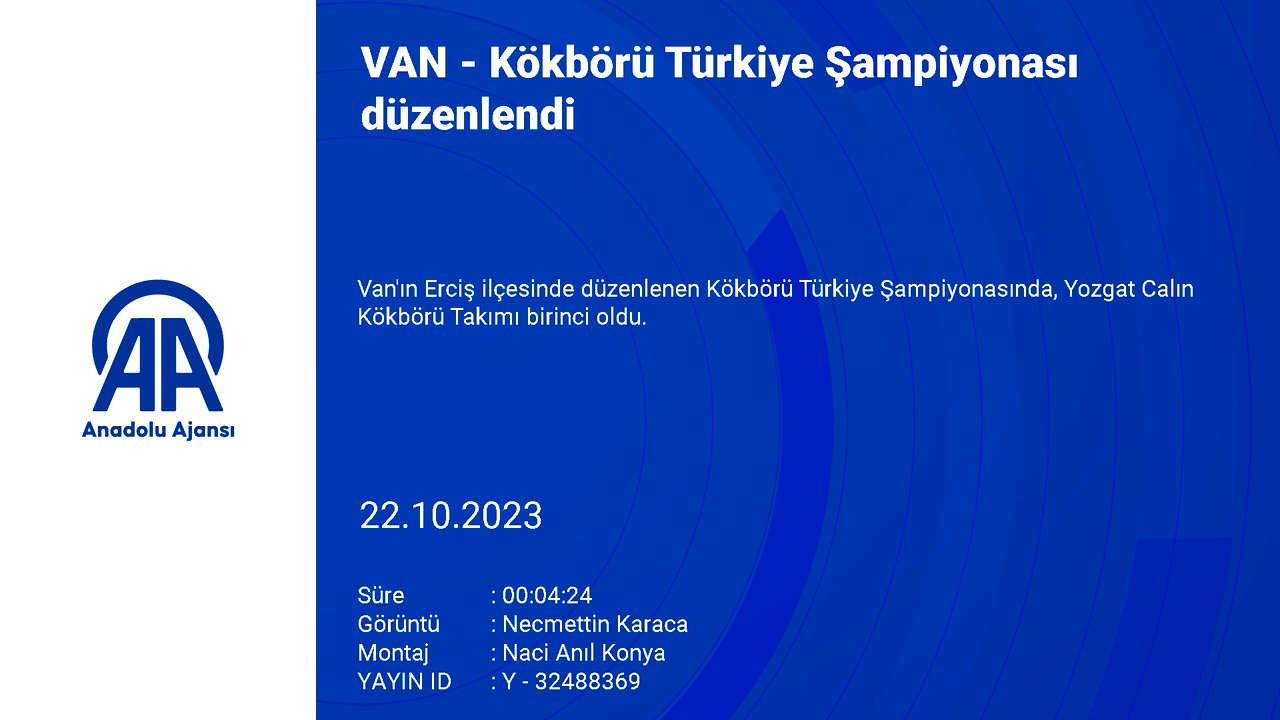 VAN - Kökbörü Türkiye Şampiyonası
düzenlendi
Van'ın Erciş ilçesinde düzenlenen Kökbörü Türkiye Şampiyonasında, Yozgat Calın
Kökbörü Takımı birinci oldu.
AA
Anadolu Ajansı
22.10.2023
Süre : 00:04:24
Görüntü : Necmettin Karaca
Montaj : Naci Anıl Konya
YAYIN ID : Y - 32488369